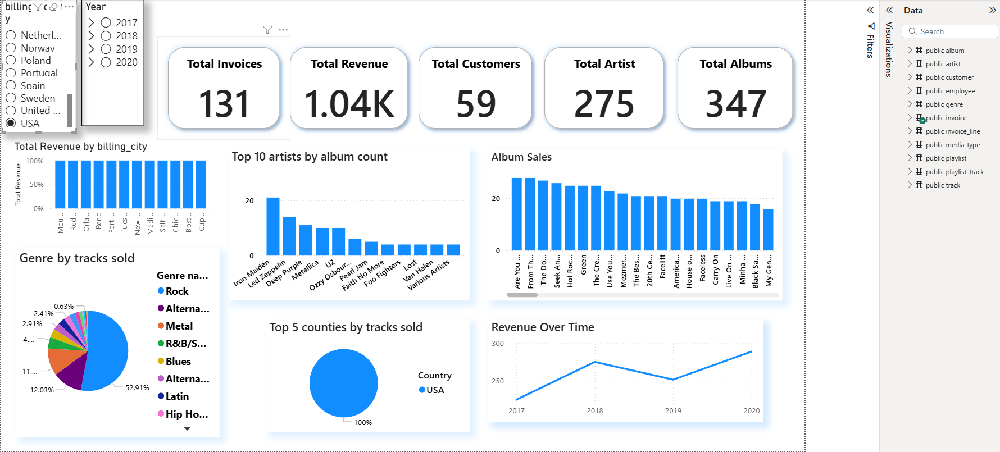 billing
y
Netherl...
Norway
Poland
Portugal
Spain
Sweden
United ...
USA
Year
2017
2018
2019
2020
Total Invoices
131
Total Revenue
1.04K
Total Customers
59
Total Artist
275
Total Albums
347
Total Revenue by billing_city
Total Revenue
100%
50%
0%
Mou...
Red...
Orla...
Reno
Fort ...
Tucs...
New ...
Madi...
Salt ...
Chic...
Bost...
Cup...
Top 10 artists by album count
20
0
Iron Maiden
Led Zeppelin
Deep Purple
Metallica
U2
Ozzy Osbour...
Pearl Jam
Faith No More
Foo Fighters
Lost
Van Halen
Various Artists
Album Sales
20
0
Are You ...
From Th...
The Do...
Seek An...
Hot Roc...
Green
The Cre...
Use You...
Mezmer...
The Bes...
20th Ce...
Facelift
America...
House o...
Faceless
Carry On
Live On ...
Minha ...
Black Sa...
My Gen...
Genre by tracks sold
0.63%
2.41%
2.91%
4....
11....
12.03%
52.91%
Genre na...
Rock
Alterna...
Metal
R&B/S...
Blues
Alterna...
Latin
Hip Ho...
Top 5 counties by tracks sold
100%
Country
USA
Revenue Over Time
300
250
2017
2018
2019
2020
Filters
Visualizations
Data
Search
public album
public artist
public customer
public employee
public genre
public invoice
public invoice_line
public media_type
public playlist
public playlist_track
public track